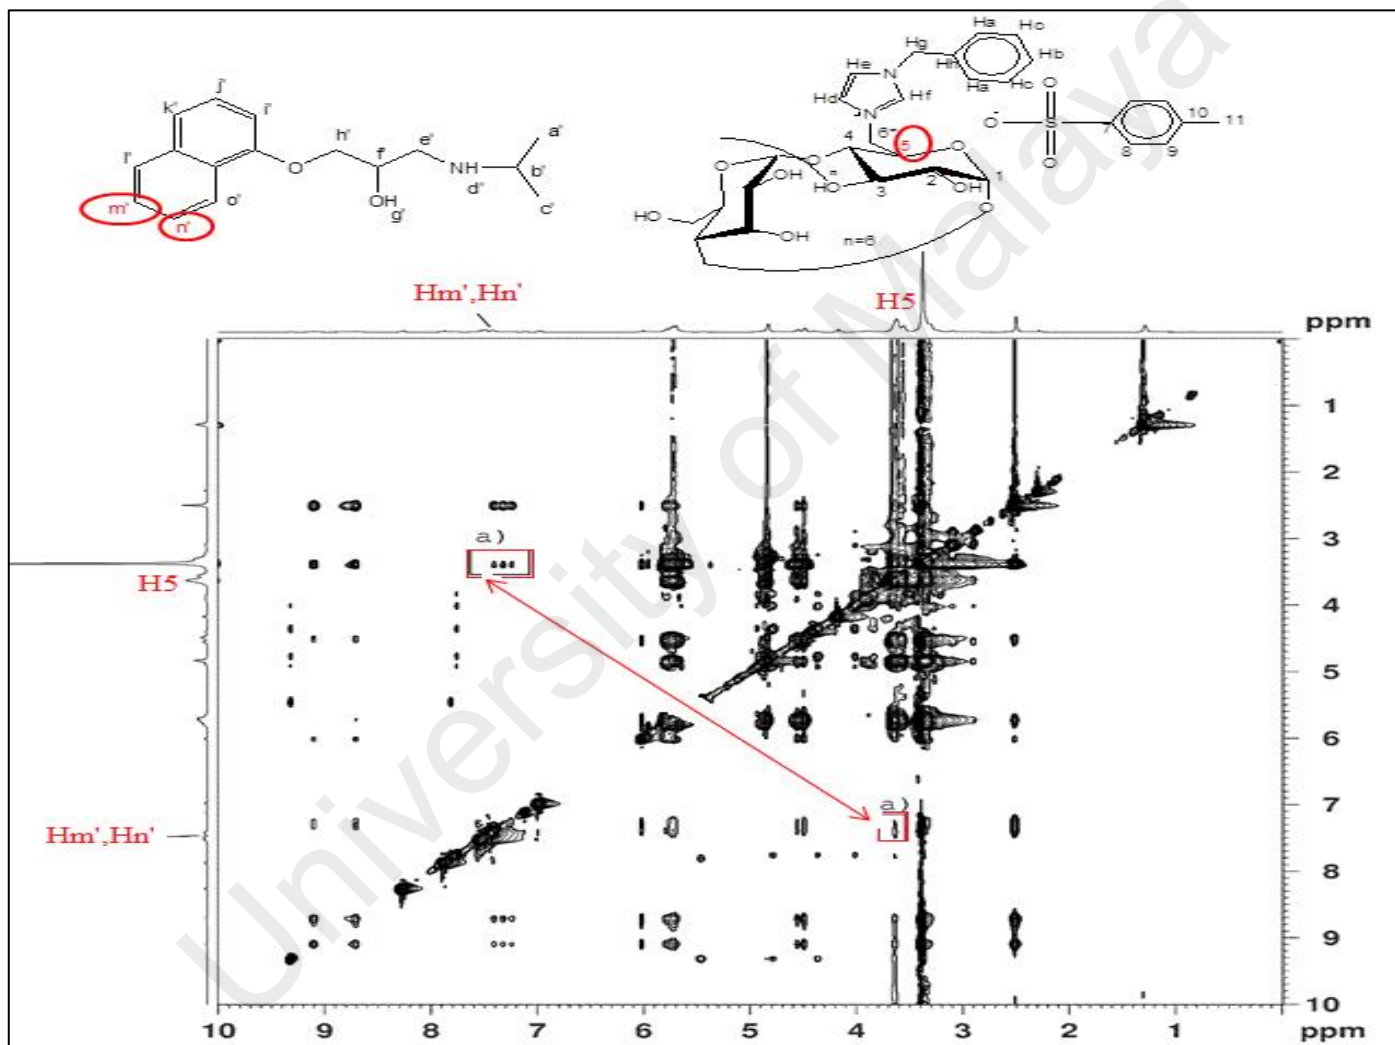 Ha
Hc
Hg
Hb
Hh
He
N
Ha
Hc
Hd
Hf
N
O
10
11
O-
S
7
8
9
O
j'
k'
i'
h'
e'
a'
l'
O
f'
NH
b'
d'
m'
o'
OH
g'
c'
n'
4
6"
5
O
O
O
OH
n
HO
3
2
OH
1
O
HO
OH
n=6
Hm',Hn'
H5
ppm
1
2
3
a)
H5
4
5
6
7
a)
Hm',Hn'
8
9
10
10
9
8
7
6
5
4
3
2
1
ppm
University of Malaya